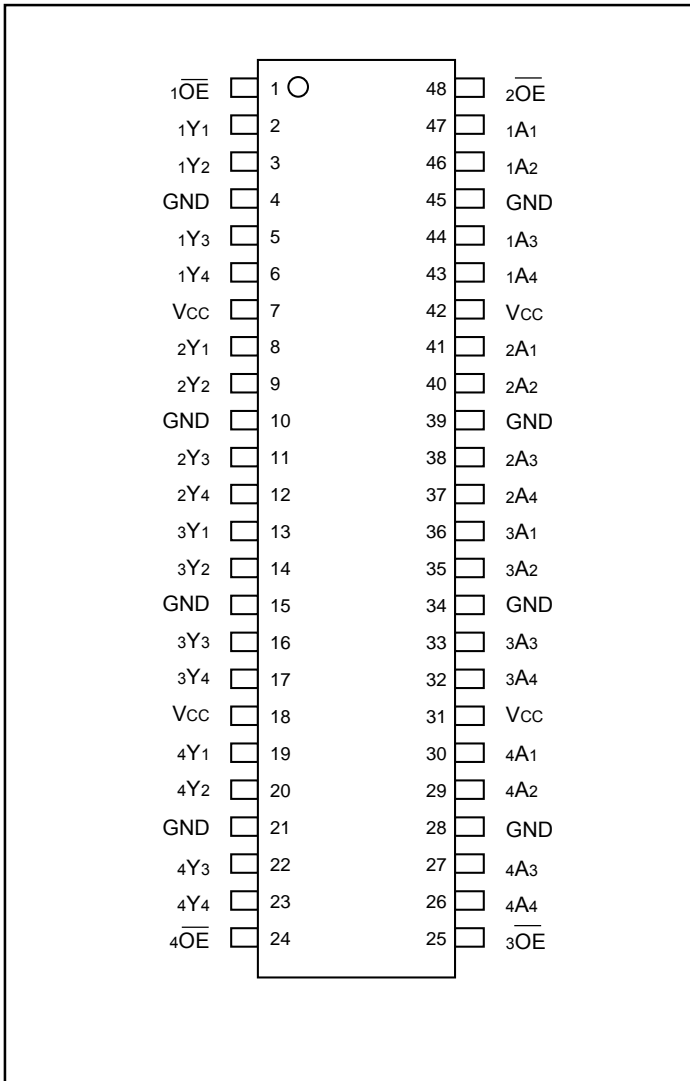 1OE 1 48 2OE
1Y1 2 47 1A1
1Y2 3 46 1A2
GND 4 45 GND
1Y3 5 44 1A3
1Y4 6 43 1A4
VCC 7 42 VCC
2Y1 8 41 2A1
2Y2 9 40 2A2
GND 10 39 GND
2Y3 11 38 2A3
2Y4 12 37 2A4
3Y1 13 36 3A1
3Y2 14 35 3A2
GND 15 34 GND
3Y3 16 33 3A3
3Y4 17 32 3A4
VCC 18 31 VCC
4Y1 19 30 4A1
4Y2 20 29 4A2
GND 21 28 GND
4Y3 22 27 4A3
4Y4 23 26 4A4
4OE 24 25 3OE